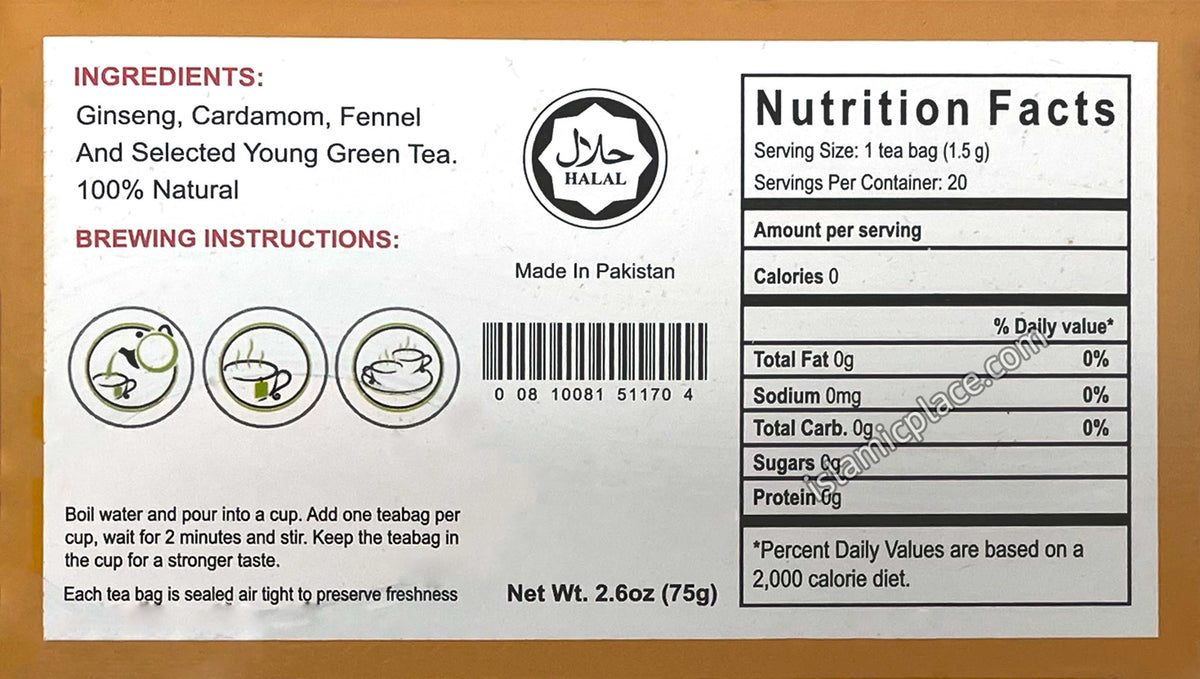 INGREDIENTS:
Ginseng, Cardamom, Fennel
And Selected Young Green Tea.
100% Natural
BREWING INSTRUCTIONS:
Boil water and pour into a cup. Add one teabag per
cup, wait for 2 minutes and stir. Keep the teabag in
the cup for a stronger taste.
Each tea bag is sealed air tight to preserve freshness
حلال
HALAL
Made In Pakistan
0 08 10081 51170 4
Net Wt. 2.6oz (75g)
Nutrition Facts
Serving Size: 1 tea bag (1.5 g)
Servings Per Container: 20
Amount per serving
Calories 0
% Daily value*
Total Fat 0g 0%
Sodium 0mg 0%
Total Carb. 0g 0%
Sugars 0g
Protein 0g
*Percent Daily Values are based on a
2,000 calorie diet.
islamicplace.com